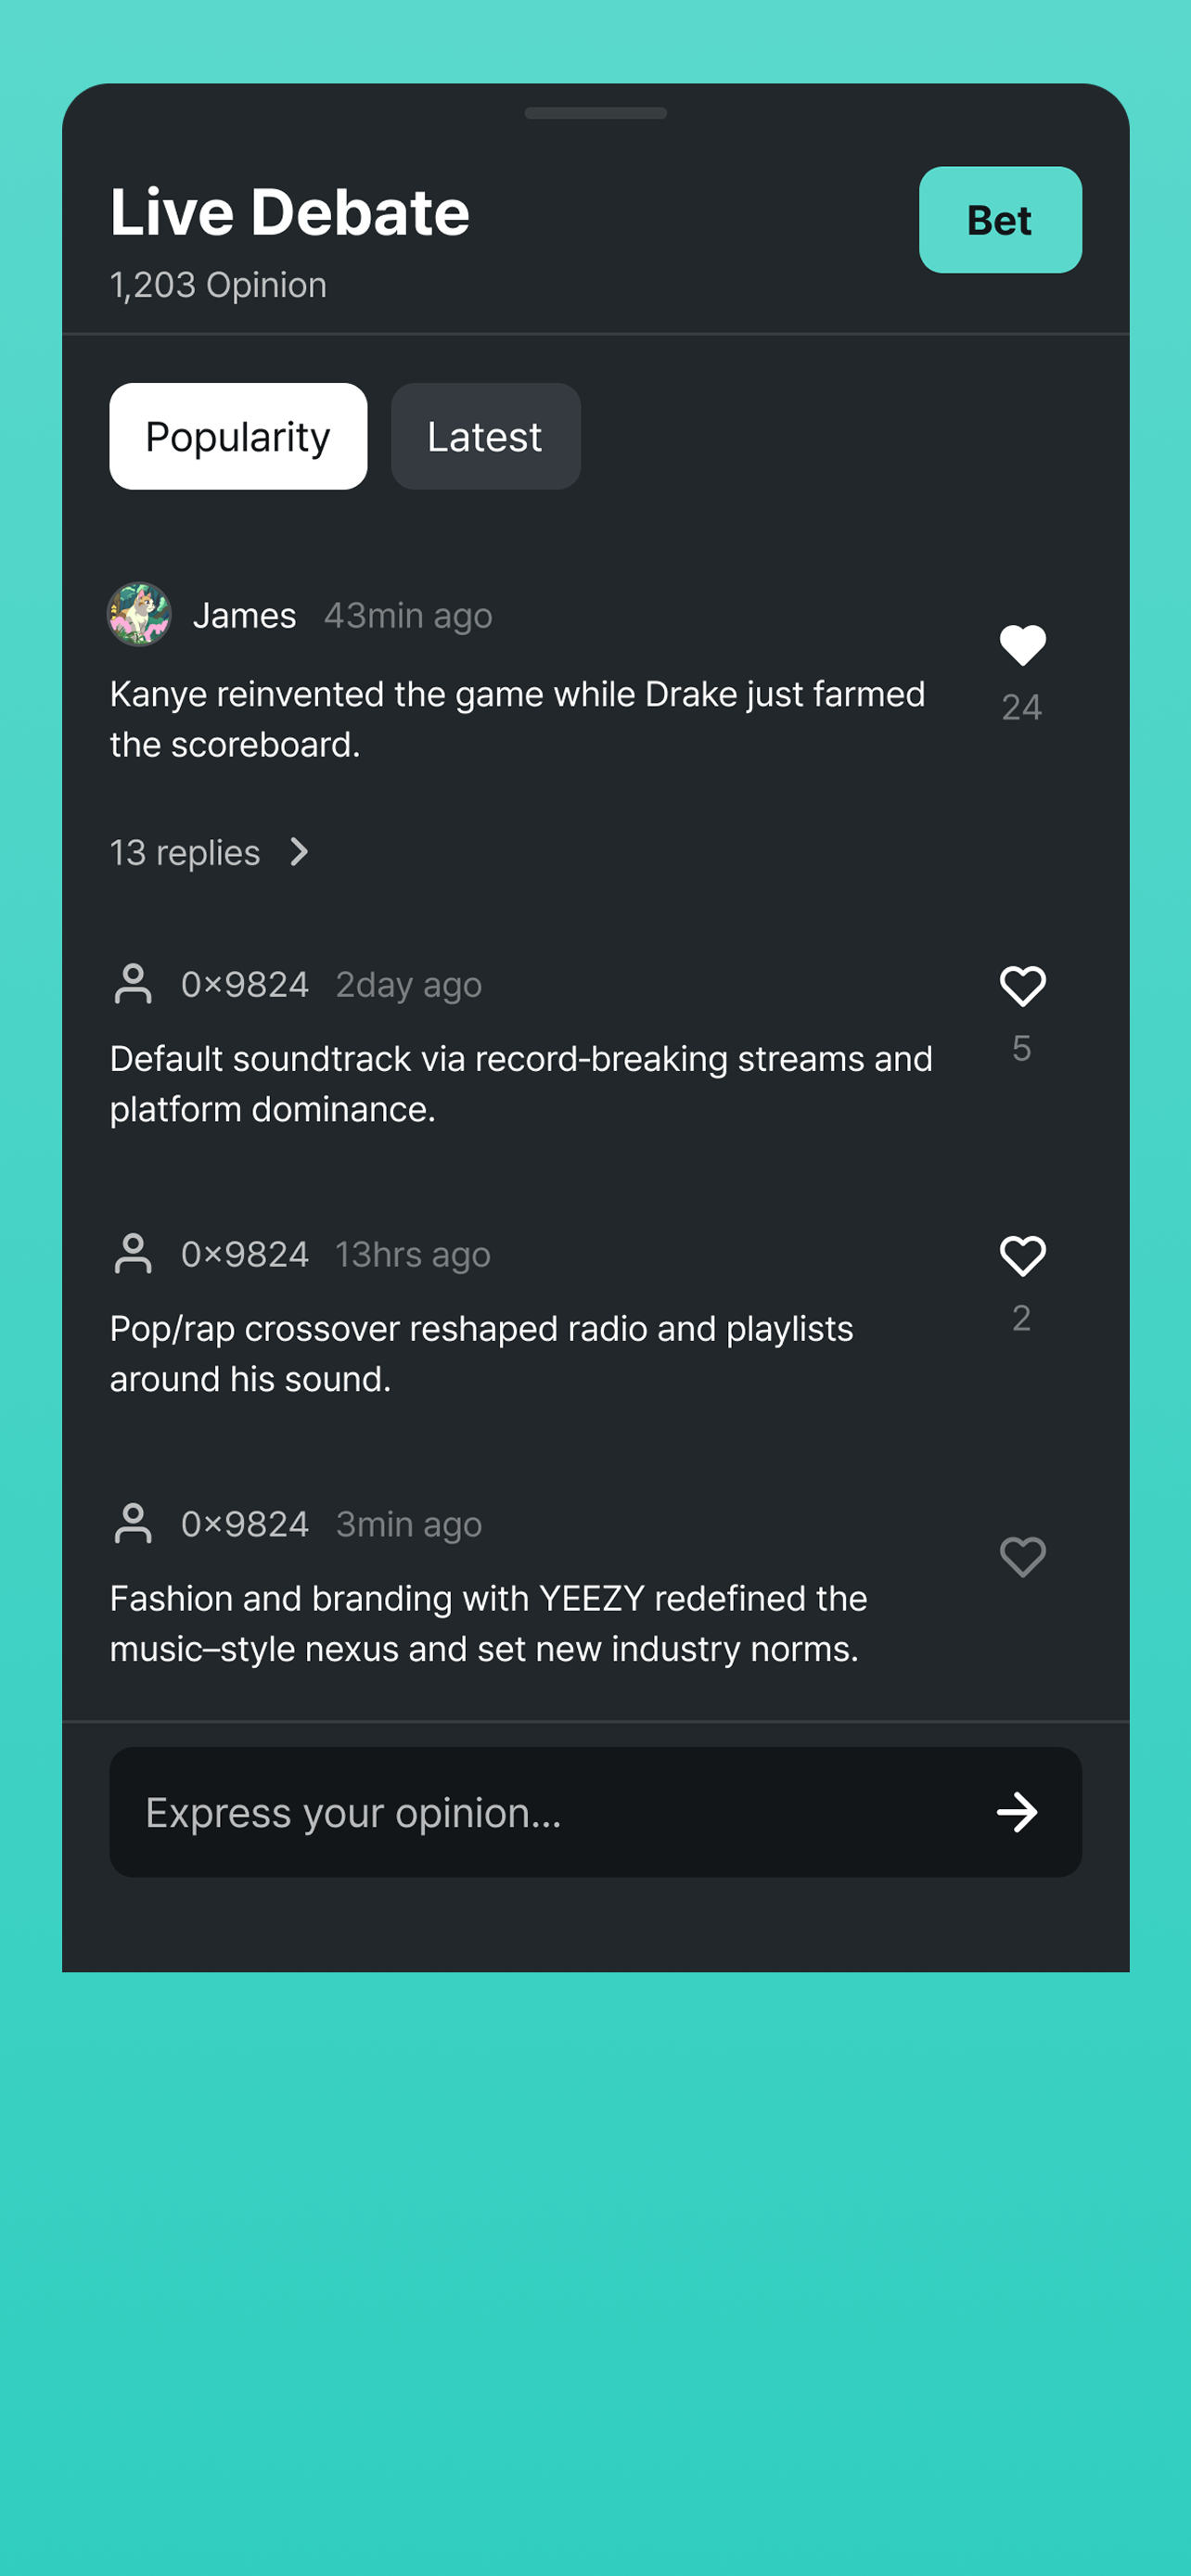 Live Debate
Bet
1,203 Opinion
Popularity
Latest
James 43min ago
Kanye reinvented the game while Drake just farmed
the scoreboard.
24
13 replies
0×9824 2day ago
Default soundtrack via record-breaking streams and
platform dominance.
5
0×9824 13hrs ago
Pop/rap crossover reshaped radio and playlists
around his sound.
2
0×9824 3min ago
Fashion and branding with YEEZY redefined the
music–style nexus and set new industry norms.
Express your opinion...